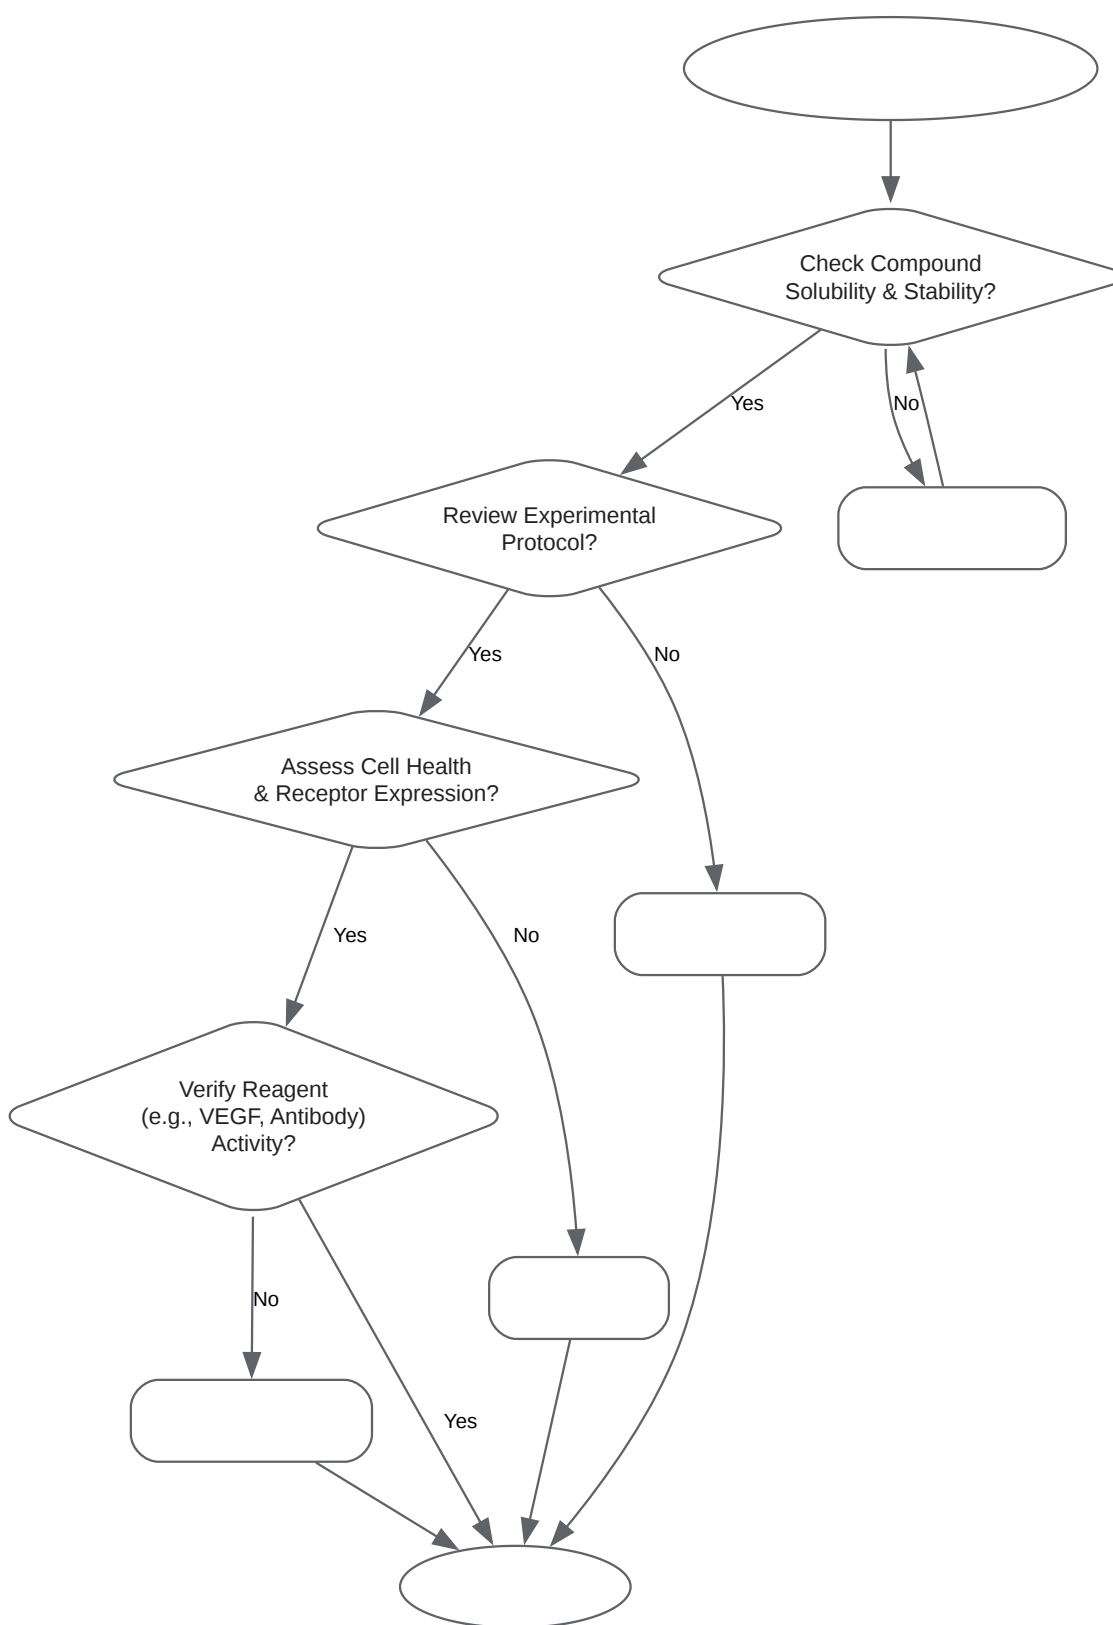 Check Compound
Solubility & Stability?
Yes
No
Review Experimental
Protocol?
Yes
No
Assess Cell Health
& Receptor Expression?
Yes
No
Verify Reagent
(e.g., VEGF, Antibody)
Activity?
No
Yes